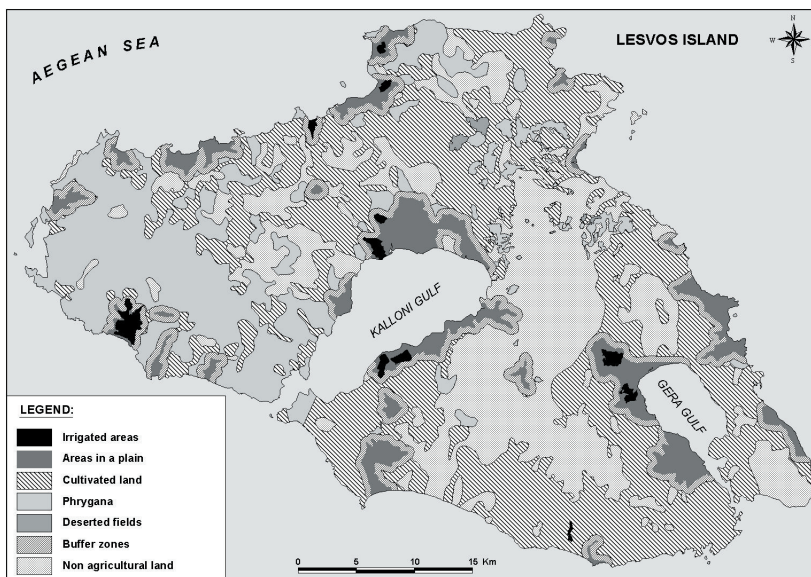 AEGEAN SEA
LESVOS ISLAND
N
W
E
S
KALLONI GULF
GERA GULF
LEGEND:
Irrigated areas
Areas in a plain
Cultivated land
Phrygana
Deserted fields
Buffer zones
Non agricultural land
0 5 10 15 Km